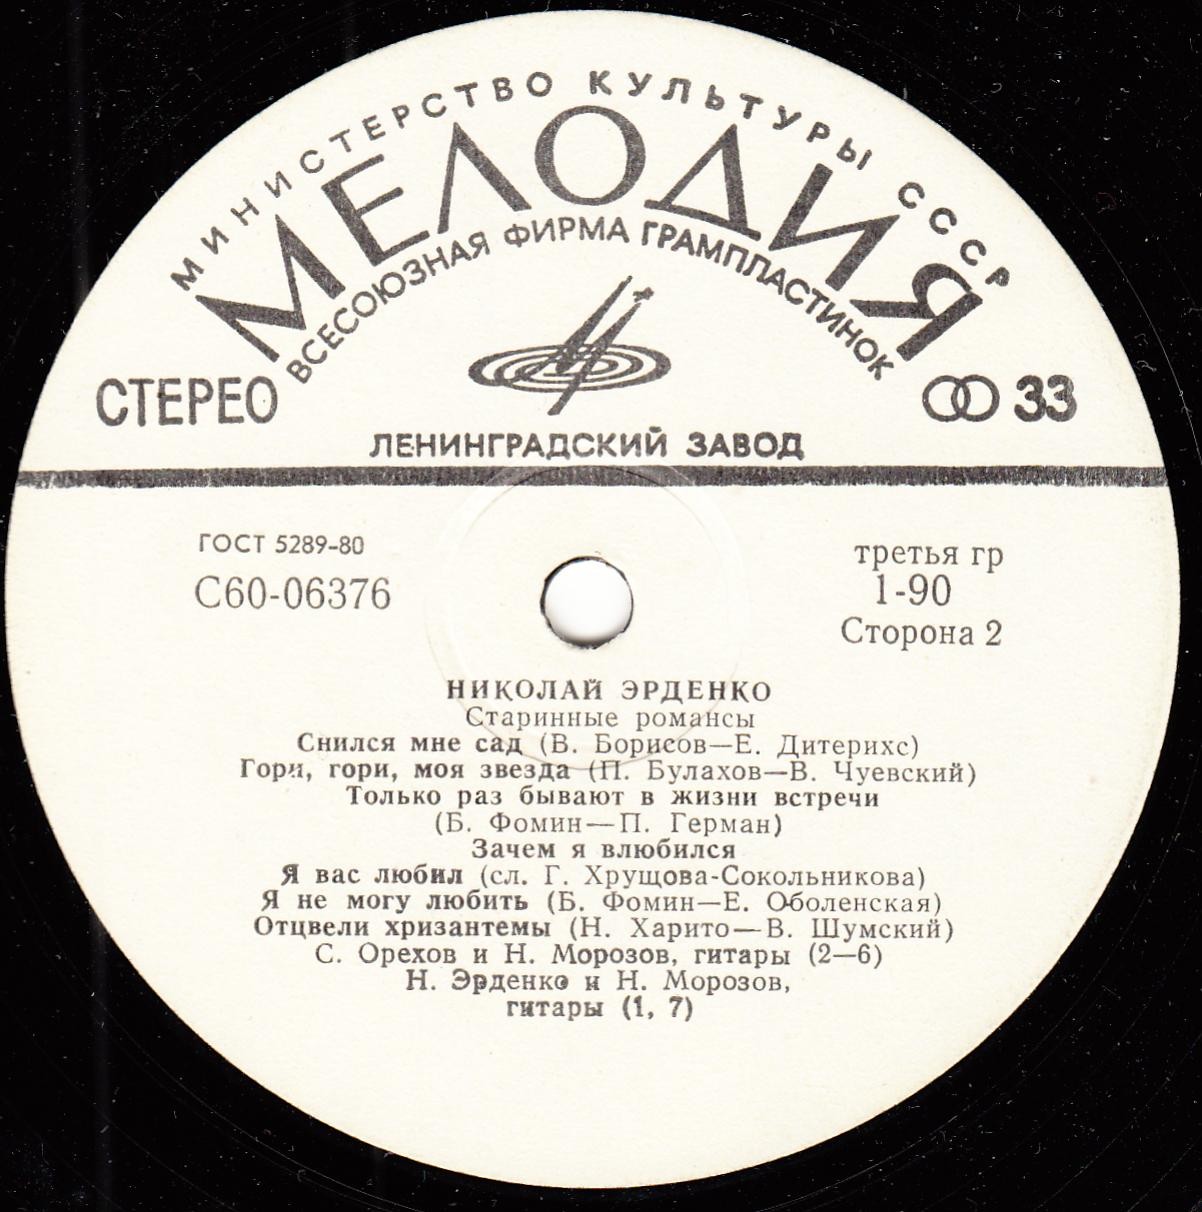 МИНИСТЕРСТВО КУЛЬТУРЫ СССР
МЕЛОДИЯ
ВСЕСОЮЗНАЯ ФИРМА ГРАМПЛАСТИНОК
СТЕРЕО
33
ЛЕНИНГРАДСКИЙ ЗАВОД
ГОСТ 5289-80
С60-06376
третья гр
1-90
Сторона 2
НИКОЛАЙ ЭРДЕНКО
Старинные романсы
Снился мне сад (В. Борисов—Е. Дитерихс)
Гори, гори, моя звезда (П. Булахов—В. Чуевский)
Только раз бывают в жизни встречи
(Б. Фомин—П. Герман)
Зачем я влюбился
Я вас любил (сл. Г. Хрущова-Сокольникова)
Я не могу любить (Б. Фомин—Е. Оболенская)
Отцвели хризантемы (Н. Харито—В. Шумский)
С. Орехов и Н. Морозов, гитары (2—6)
Н. Эрденко и Н. Морозов,
гитары (1, 7)